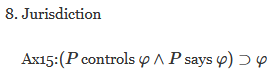 8. Jurisdiction
Ax15:(P controls φ ∧ P says φ) ⊃ φ